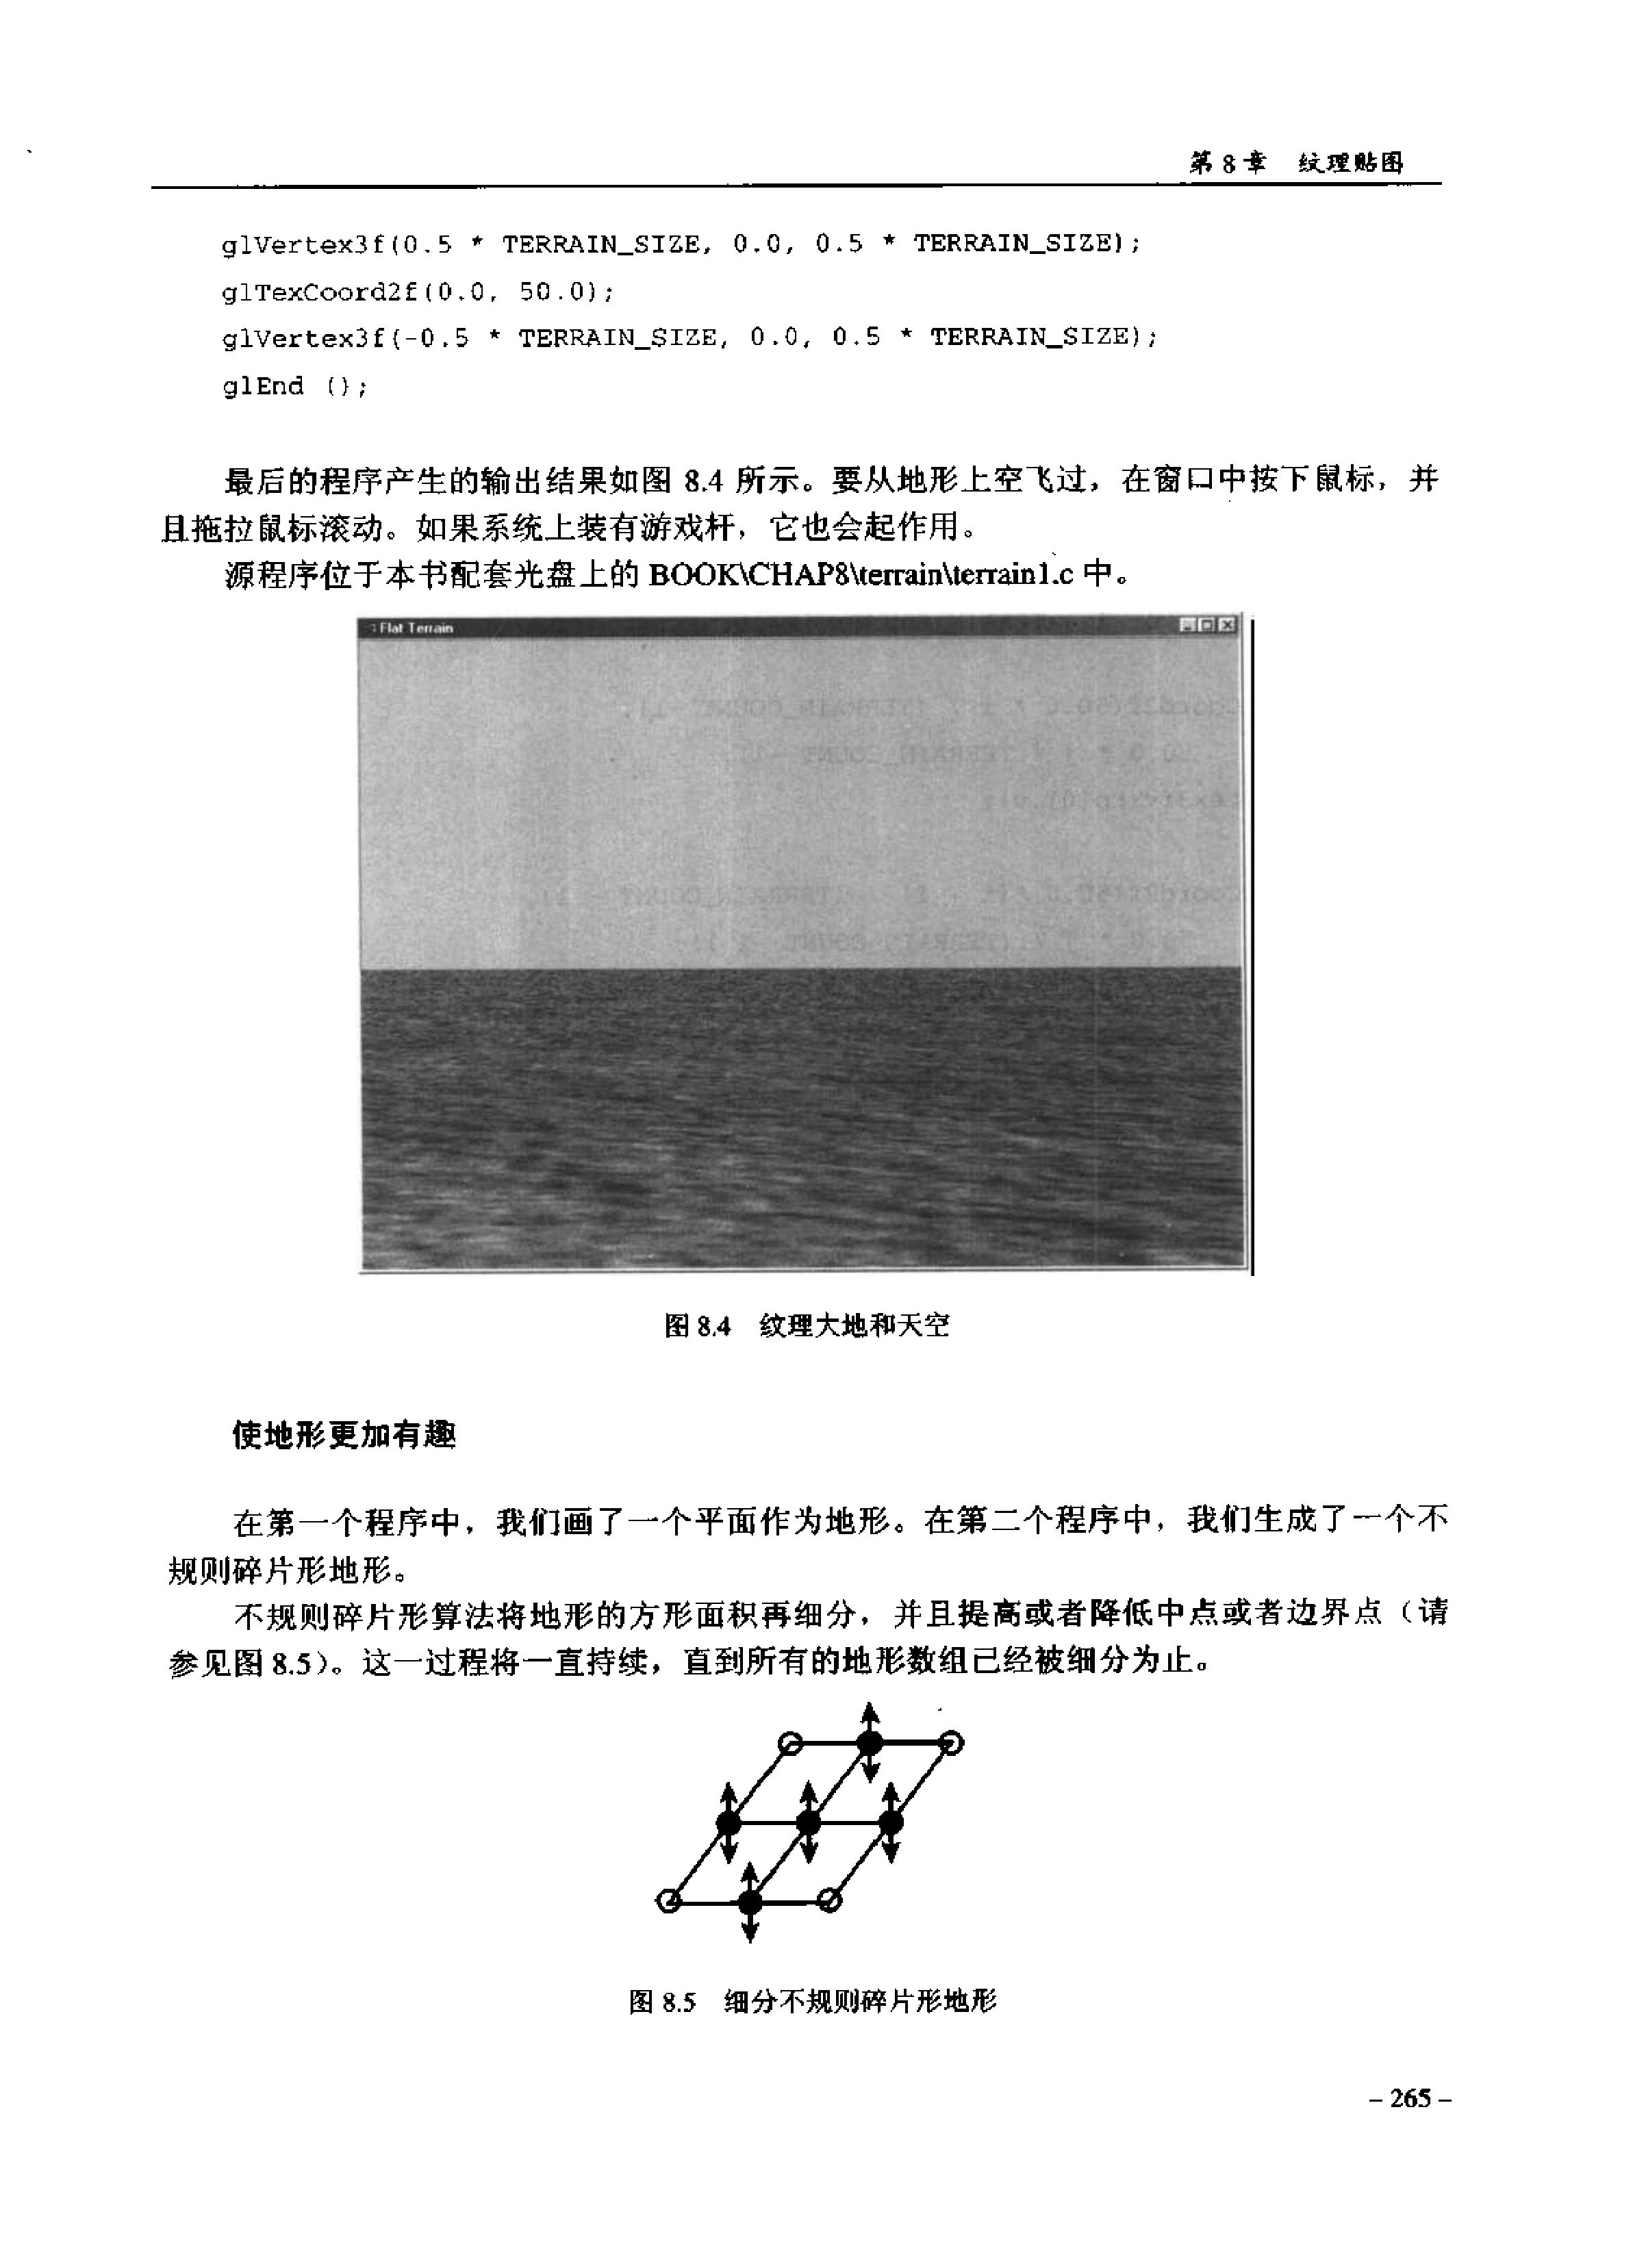 第 8 章 纹理贴图
glVertex3f(0.5 * TERRAIN_SIZE, 0.0, 0.5 * TERRAIN_SIZE);
glTexCoord2f(0.0, 50.0);
glVertex3f(-0.5 * TERRAIN_SIZE, 0.0, 0.5 * TERRAIN_SIZE);
glEnd ();
最后的程序产生的输出结果如图 8.4 所示。要从地形上空飞过，在窗口中按下鼠标，并
且拖拉鼠标滚动。如果系统上装有游戏杆，它也会起作用。
源程序位于本书配套光盘上的 BOOK\CHAP8\terrain\terrain1.c 中。
Flat Terrain
图 8.4 纹理大地和天空
使地形更加有趣
在第一个程序中，我们画了一个平面作为地形。在第二个程序中，我们生成了一个不
规则碎片形地形。
不规则碎片形算法将地形的方形面积再细分，并且提高或者降低中点或者边界点（请
参见图 8.5）。这一过程将一直持续，直到所有的地形数组已经被细分为止。
图 8.5 细分不规则碎片形地形
– 265 –